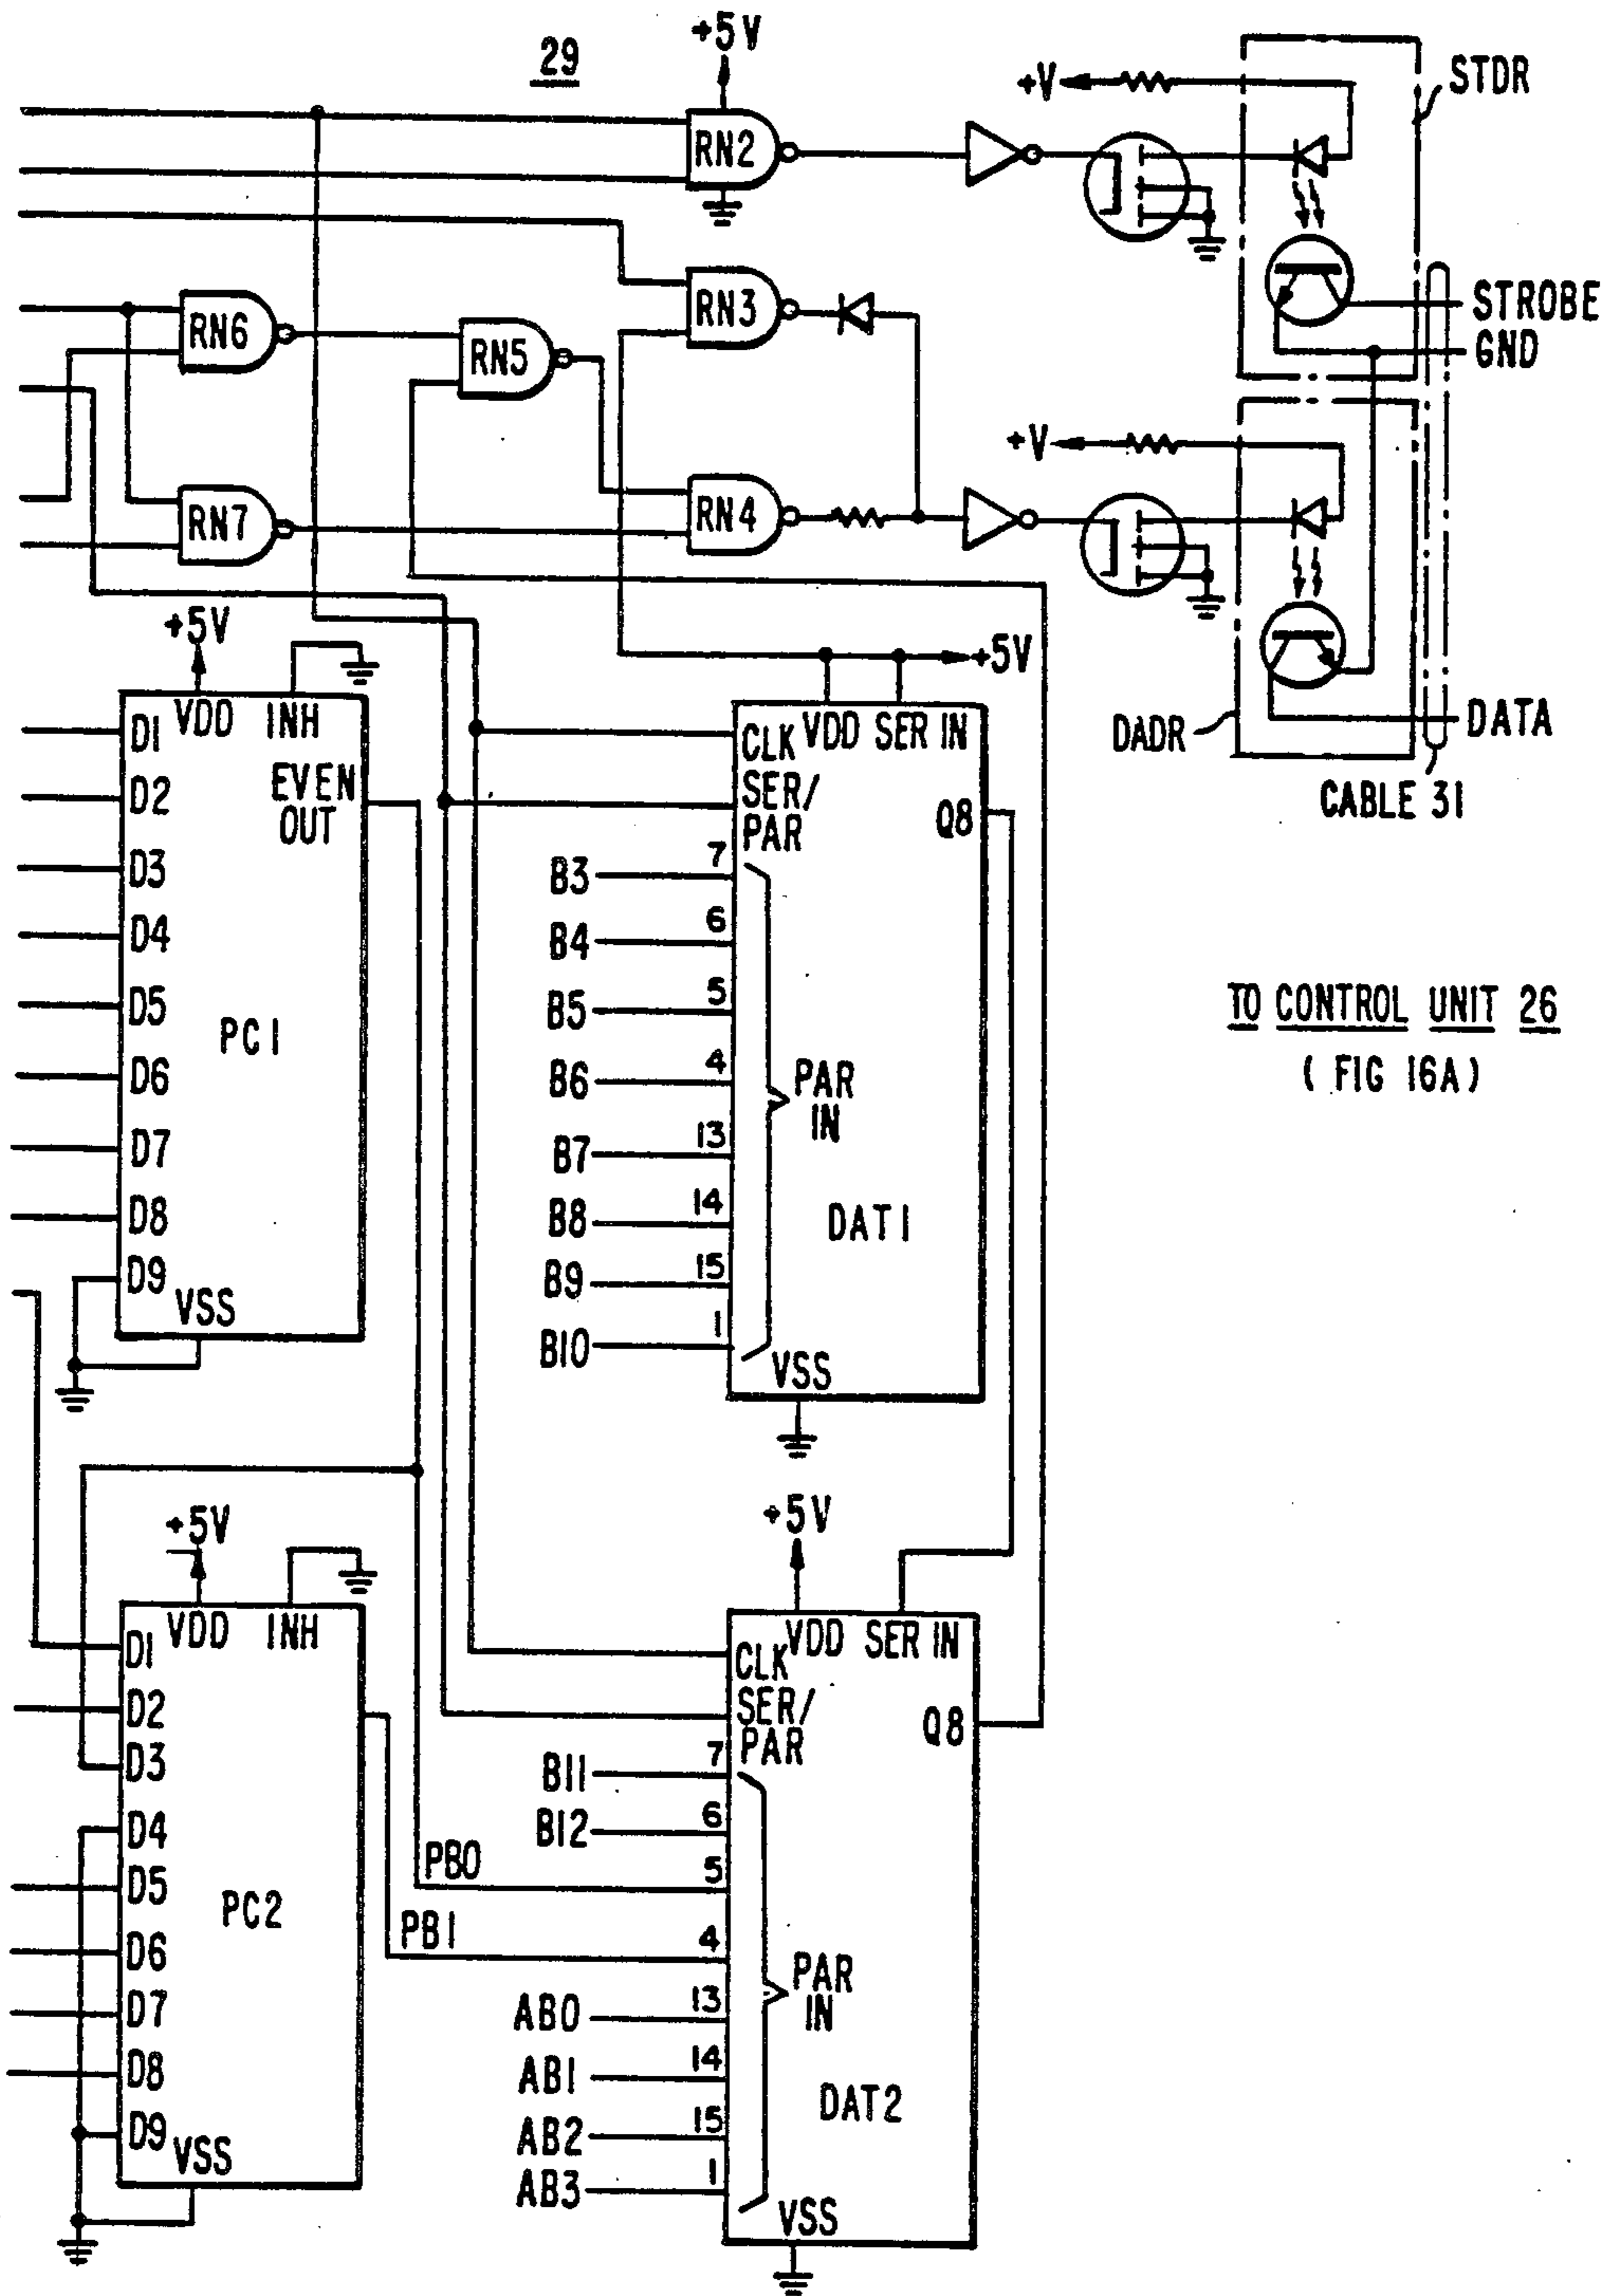 29
+5V
+V
STDR
RN2
STROBE
GND
RN3
RN6
RN5
+V
RN7
RN4
+5V
+5V
DADR
DATA
CABLE 31
VDD INH
D1
D2
D3
D4
D5
D6
D7
D8
D9
EVEN
OUT
PC1
VSS
VDD SER IN
CLK
SER/
PAR
Q8
B3 7
B4 6
B5 5
B6 4
B7 13
B8 14
B9 15
B10 1
PAR
IN
DAT1
VSS
TO CONTROL UNIT 26
( FIG 16A)
+5V
VDD INH
D1
D2
D3
D4
D5
D6
D7
D8
D9
PC2
VSS
PB0
PB1
+5V
VDD SER IN
CLK
SER/
PAR
Q8
B11 7
B12 6
5
4
AB0 13
AB1 14
AB2 15
AB3 1
PAR
IN
DAT2
VSS